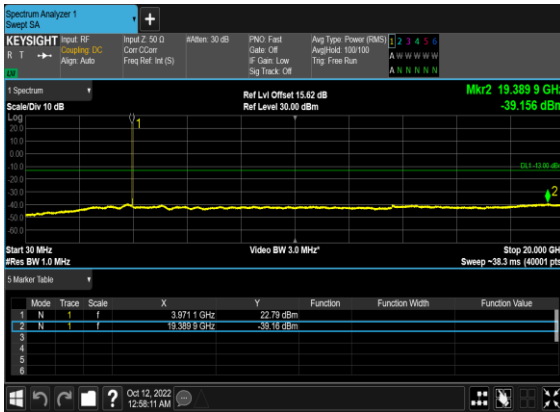 Spectrum Analyzer 1
Swept SA
KEYSIGHT Input: RF Input Z: 50 Ω #Atten: 30 dB PNO: Fast Avg Type: Power (RMS) 1 2 3 4 5 6
R T Coupling: DC Corr CCorr Gate: Off Avg|Hold: 100/100 A W W W W W
Align: Auto Freq Ref: Int (S) IF Gain: Low Trig: Free Run
LW Sig Track: Off A N N N N N
1 Spectrum Ref Lvl Offset 15.62 dB Mkr2 19.389 9 GHz
Scale/Div 10 dB Ref Level 30.00 dBm -39.156 dBm
Log
1
20.0
10.0
0.00
-10.0
DL1 -13.00 dBm
-20.0
-30.0
2
-40.0
-50.0
-60.0
Start 30 MHz Video BW 3.0 MHz* Stop 20.000 GHz
#Res BW 1.0 MHz Sweep ~38.3 ms (40001 pts)
5 Marker Table
Mode Trace Scale X Y Function Function Width Function Value
1 N 1 f 3.971 1 GHz 22.79 dBm
2 N 1 f 19.389 9 GHz -39.16 dBm
3
4
5
6
Oct 12, 2022
12:58:11 AM